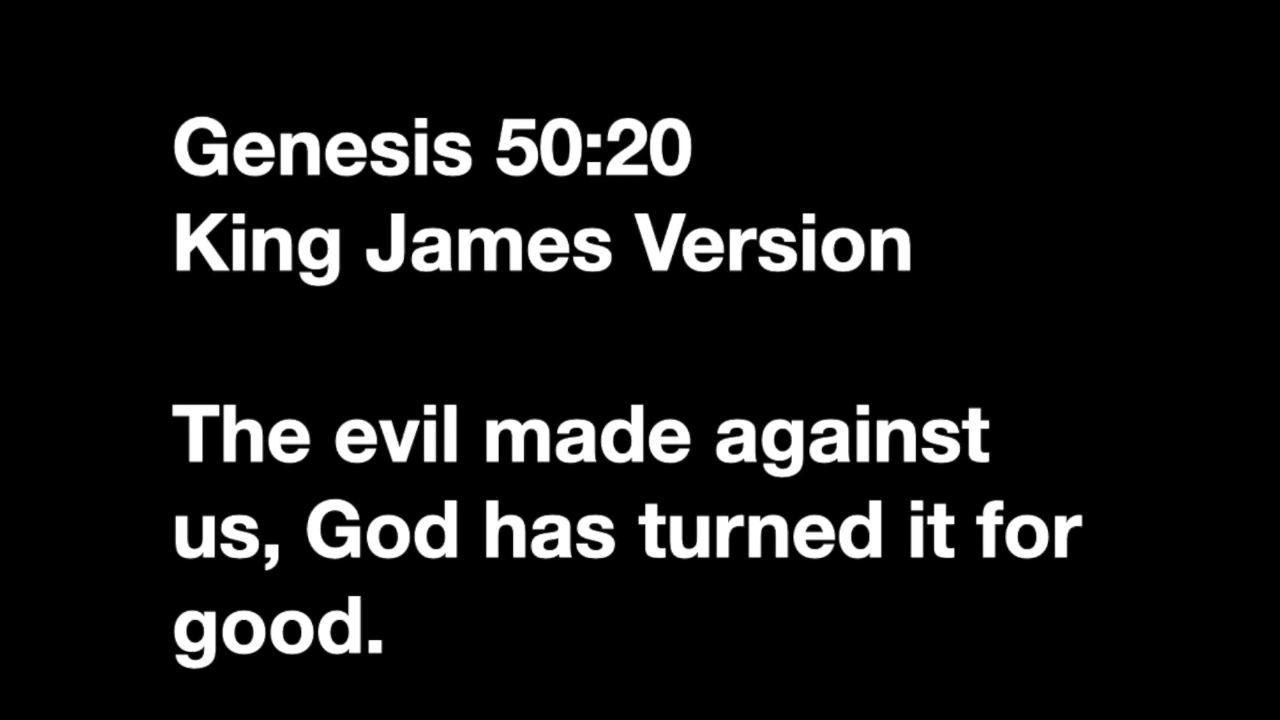 Genesis 50:20
King James Version
The evil made against
us, God has turned it for
good.